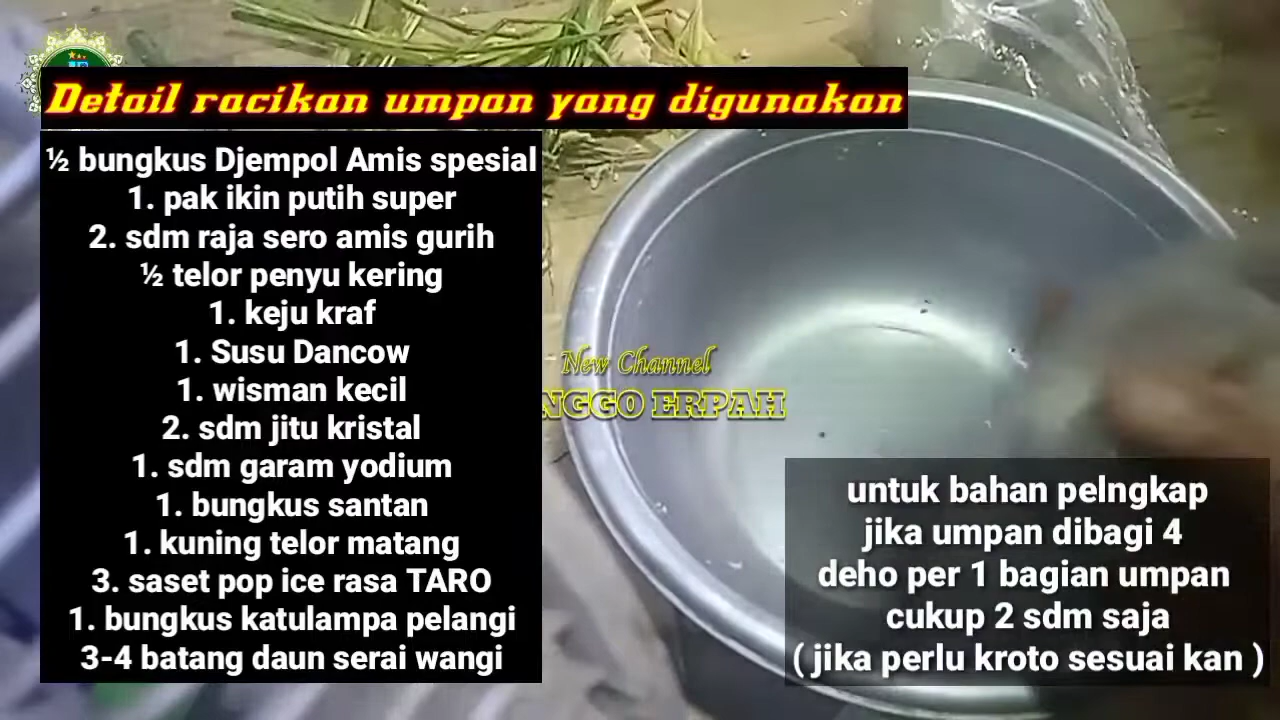 Detail racikan umpan yang digunakan
½ bungkus Djempol Amis spesial
1. pak ikin putih super
2. sdm raja sero amis gurih
½ telor penyu kering
1. keju kraf
1. Susu Dancow
1. wisman kecil
2. sdm jitu kristal
1. sdm garam yodium
1. bungkus santan
1. kuning telor matang
3. saset pop ice rasa TARO
1. bungkus katulampa pelangi
3-4 batang daun serai wangi
New Channel
NGGO ERPAH
untuk bahan pelngkap
jika umpan dibagi 4
deho per 1 bagian umpan
cukup 2 sdm saja
( jika perlu kroto sesuai kan )